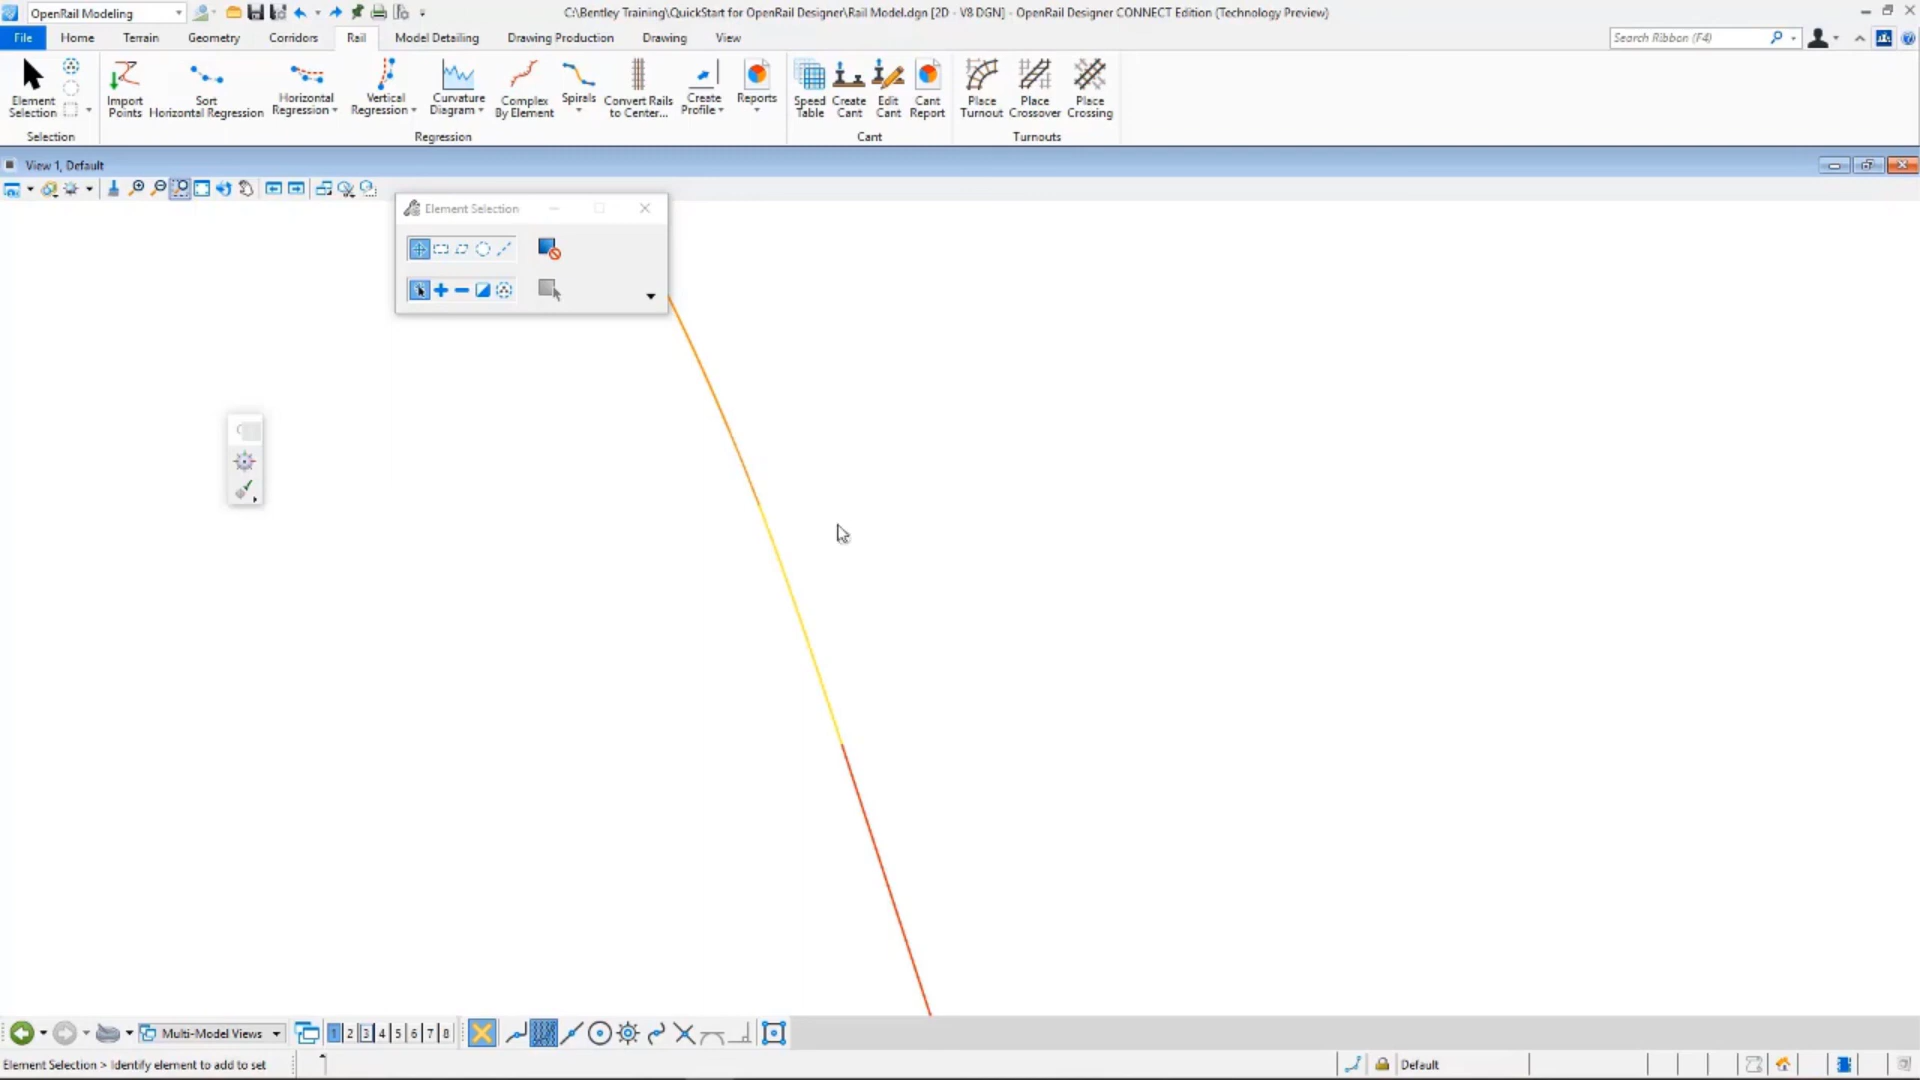 OpenRail Modeling
C:\Bentley Training\QuickStart for OpenRail Designer\Rail Model.dgn [2D - V8 DGN] - OpenRail Designer CONNECT Edition (Technology Preview)
File Home Terrain Geometry Corridors Rail Model Detailing Drawing Production Drawing View
Search Ribbon (F4)
Element Selection
Import Points
Sort Horizontal Regression
Horizontal Regression
Vertical Regression
Curvature Diagram
Complex By Element
Spirals
Convert Rails to Center...
Create Profile
Reports
Speed Table
Create Cant
Edit Cant
Cant Report
Place Turnout
Place Crossover
Place Crossing
Selection Regression Cant Turnouts
View 1, Default
Element Selection
Multi-Model Views
1 2 3 4 5 6 7 8
Element Selection > Identify element to add to set
Default